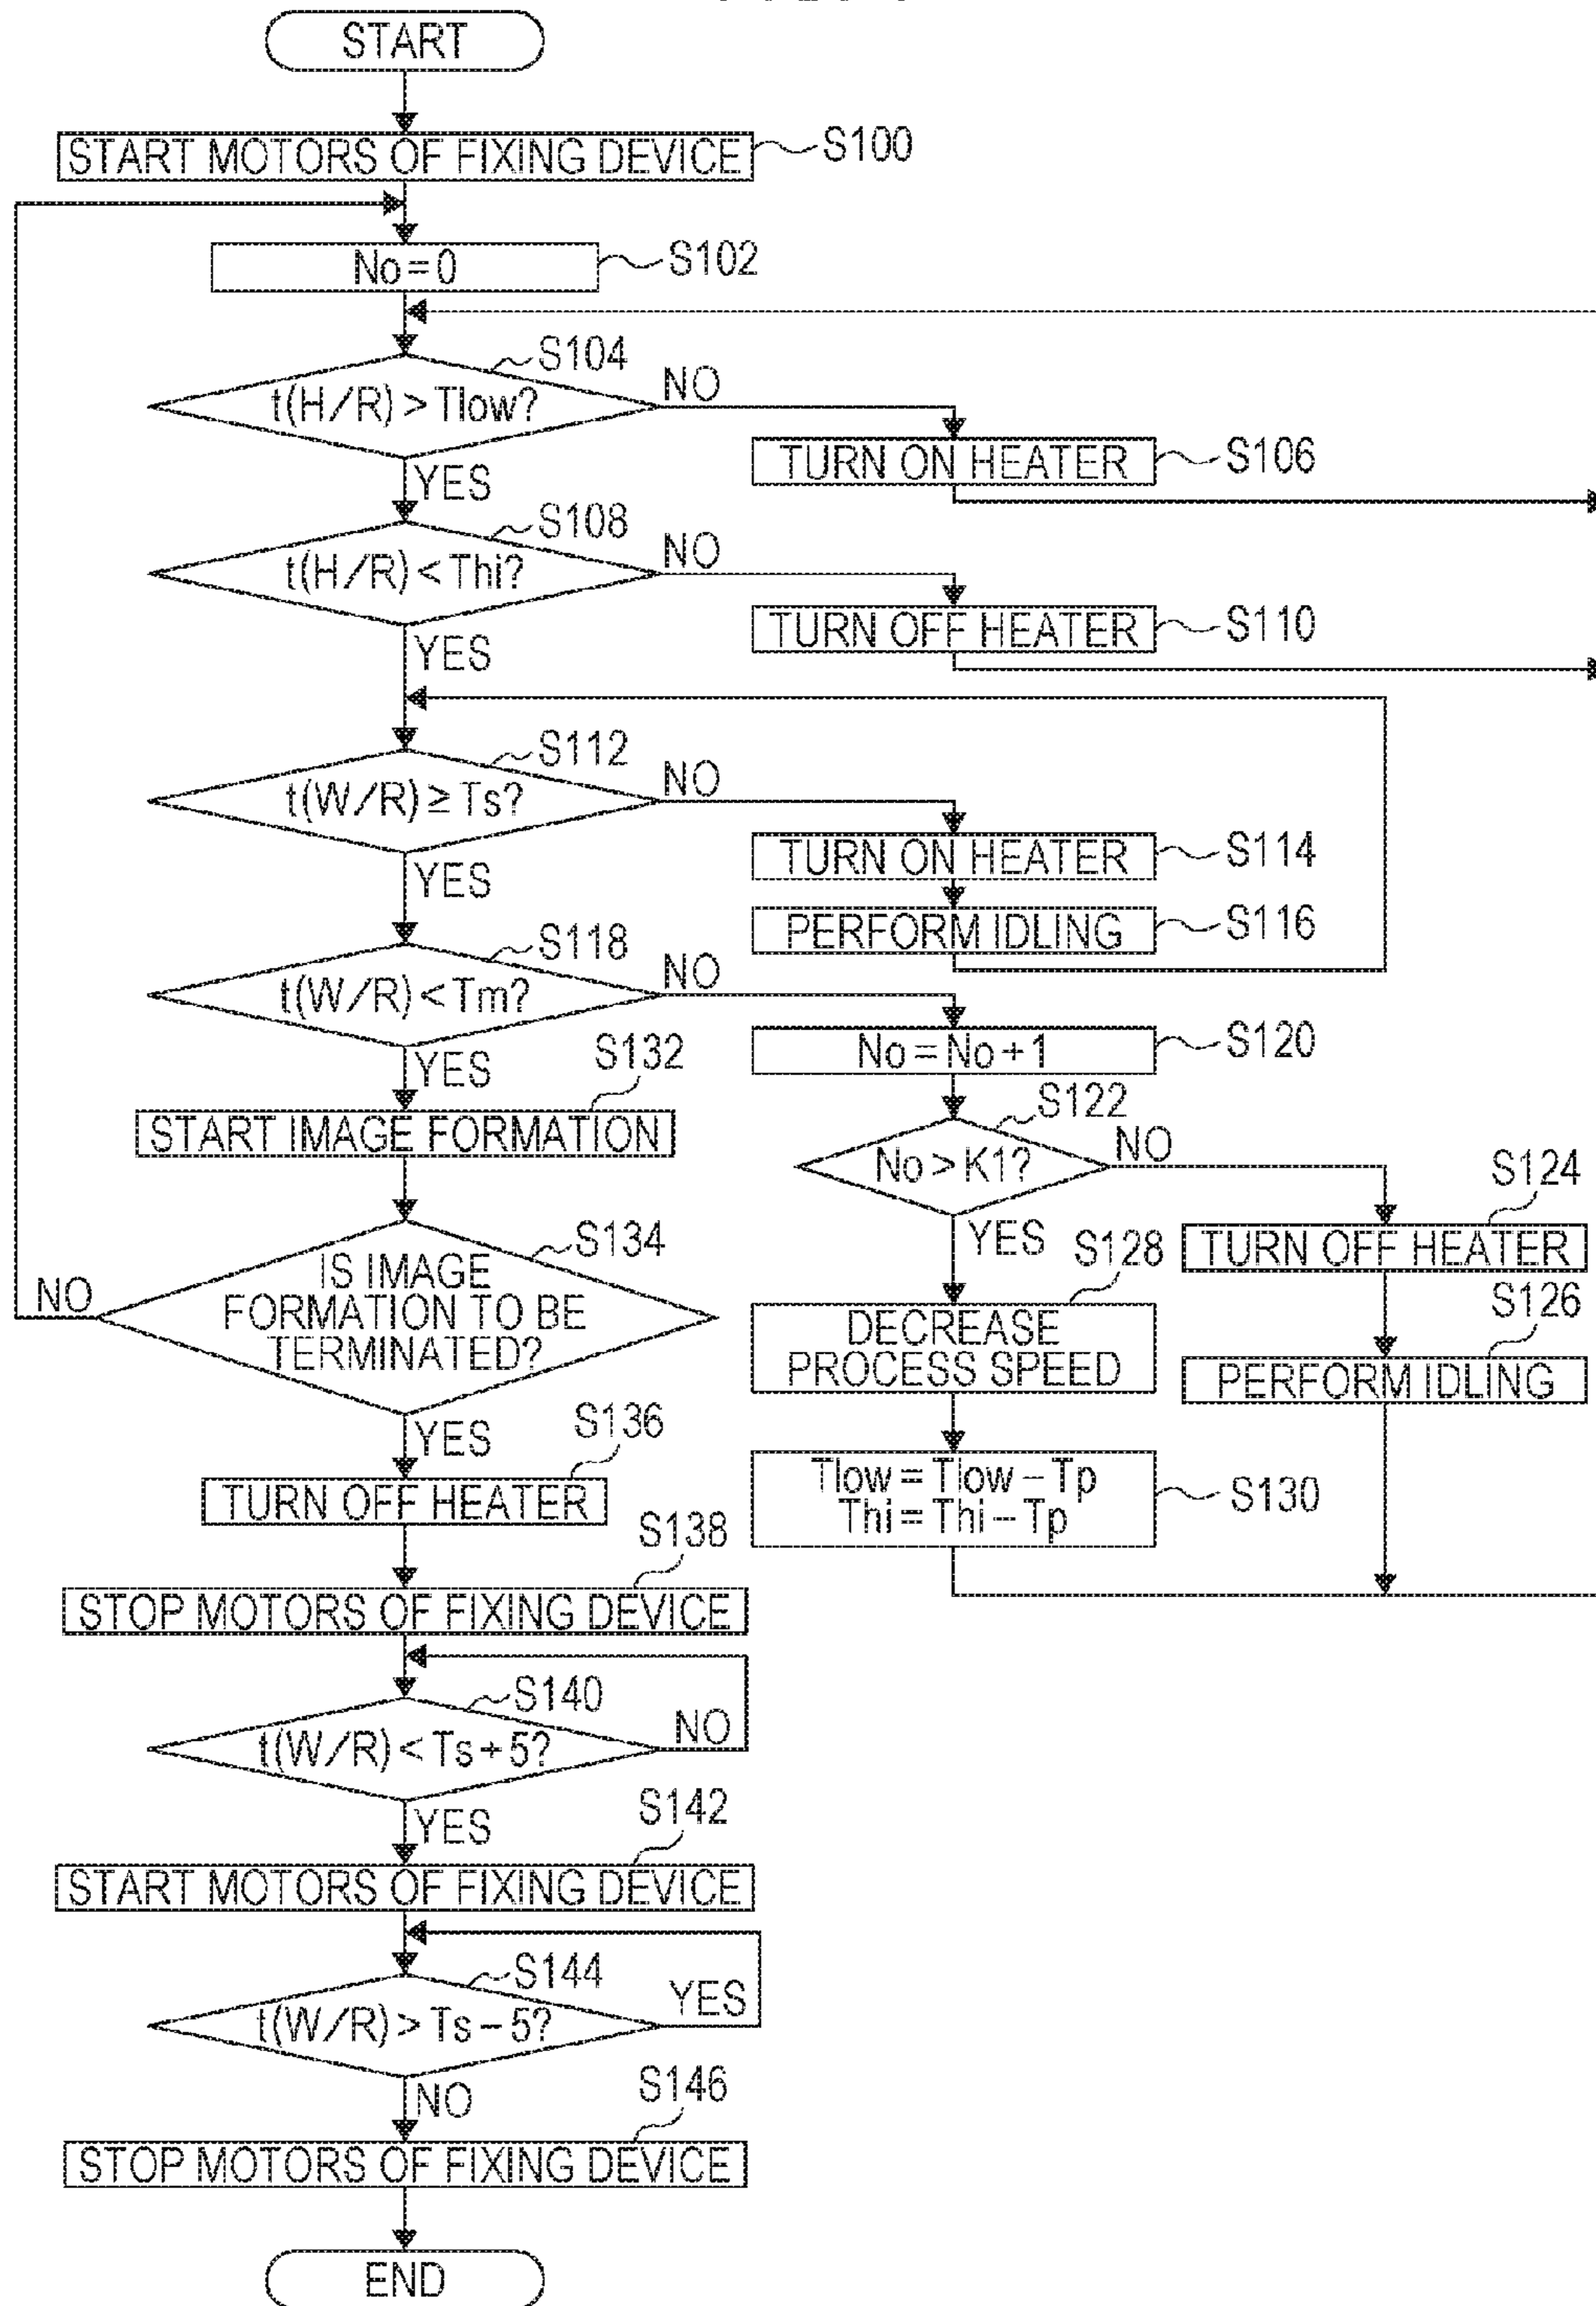 START
START MOTORS OF FIXING DEVICE
S100
No = 0
S102
S104
t(H/R) > Tlow?
NO
YES
TURN ON HEATER
S106
S108
t(H/R) < Thi?
NO
YES
TURN OFF HEATER
S110
S112
t(W/R) ≥ Ts?
NO
YES
TURN ON HEATER
S114
PERFORM IDLING
S116
S118
t(W/R) < Tm?
NO
YES
No = No + 1
S120
S122
No > K1?
NO
YES
S124
TURN OFF HEATER
S126
PERFORM IDLING
S128
DECREASE
PROCESS SPEED
Tlow = Tlow − Tp
Thi = Thi − Tp
S130
S132
START IMAGE FORMATION
S134
IS IMAGE
FORMATION TO BE
TERMINATED?
NO
YES
S136
TURN OFF HEATER
S138
STOP MOTORS OF FIXING DEVICE
S140
t(W/R) < Ts + 5?
NO
YES
S142
START MOTORS OF FIXING DEVICE
S144
t(W/R) > Ts − 5?
YES
NO
S146
STOP MOTORS OF FIXING DEVICE
END